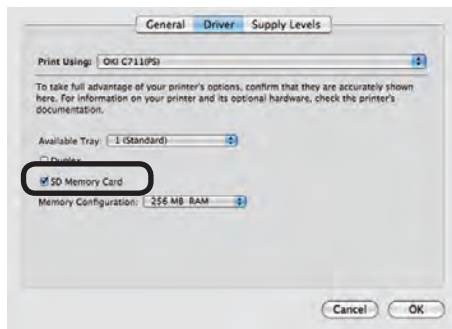 General Driver Supply Levels
Print Using: OKI C711(PS)
To take full advantage of your printer's options, confirm that they are accurately shown
here. For information on your printer and its optional hardware, check the printer's
documentation.
Available Tray: 1 (Standard)
Duplex
SD Memory Card
Memory Configuration: 256 MB RAM
Cancel OK